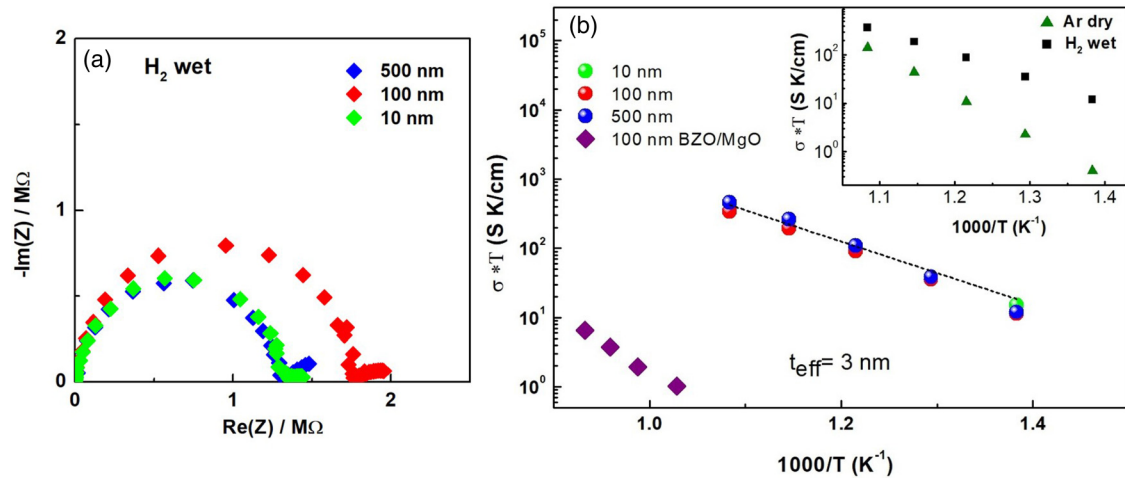 (a)
H₂ wet
500 nm
100 nm
10 nm
2
1
0
-Im(Z) / MΩ
0 1 2
Re(Z) / MΩ
(b)
10 nm
100 nm
500 nm
100 nm BZO/MgO
10⁵
10⁴
10³
10²
10¹
10⁰
σ *T (S K/cm)
t_eff= 3 nm
1.0 1.2 1.4
1000/T (K⁻¹)
Ar dry
H₂ wet
10²
10¹
10⁰
σ *T (S K/cm)
1.1 1.2 1.3 1.4
1000/T (K⁻¹)